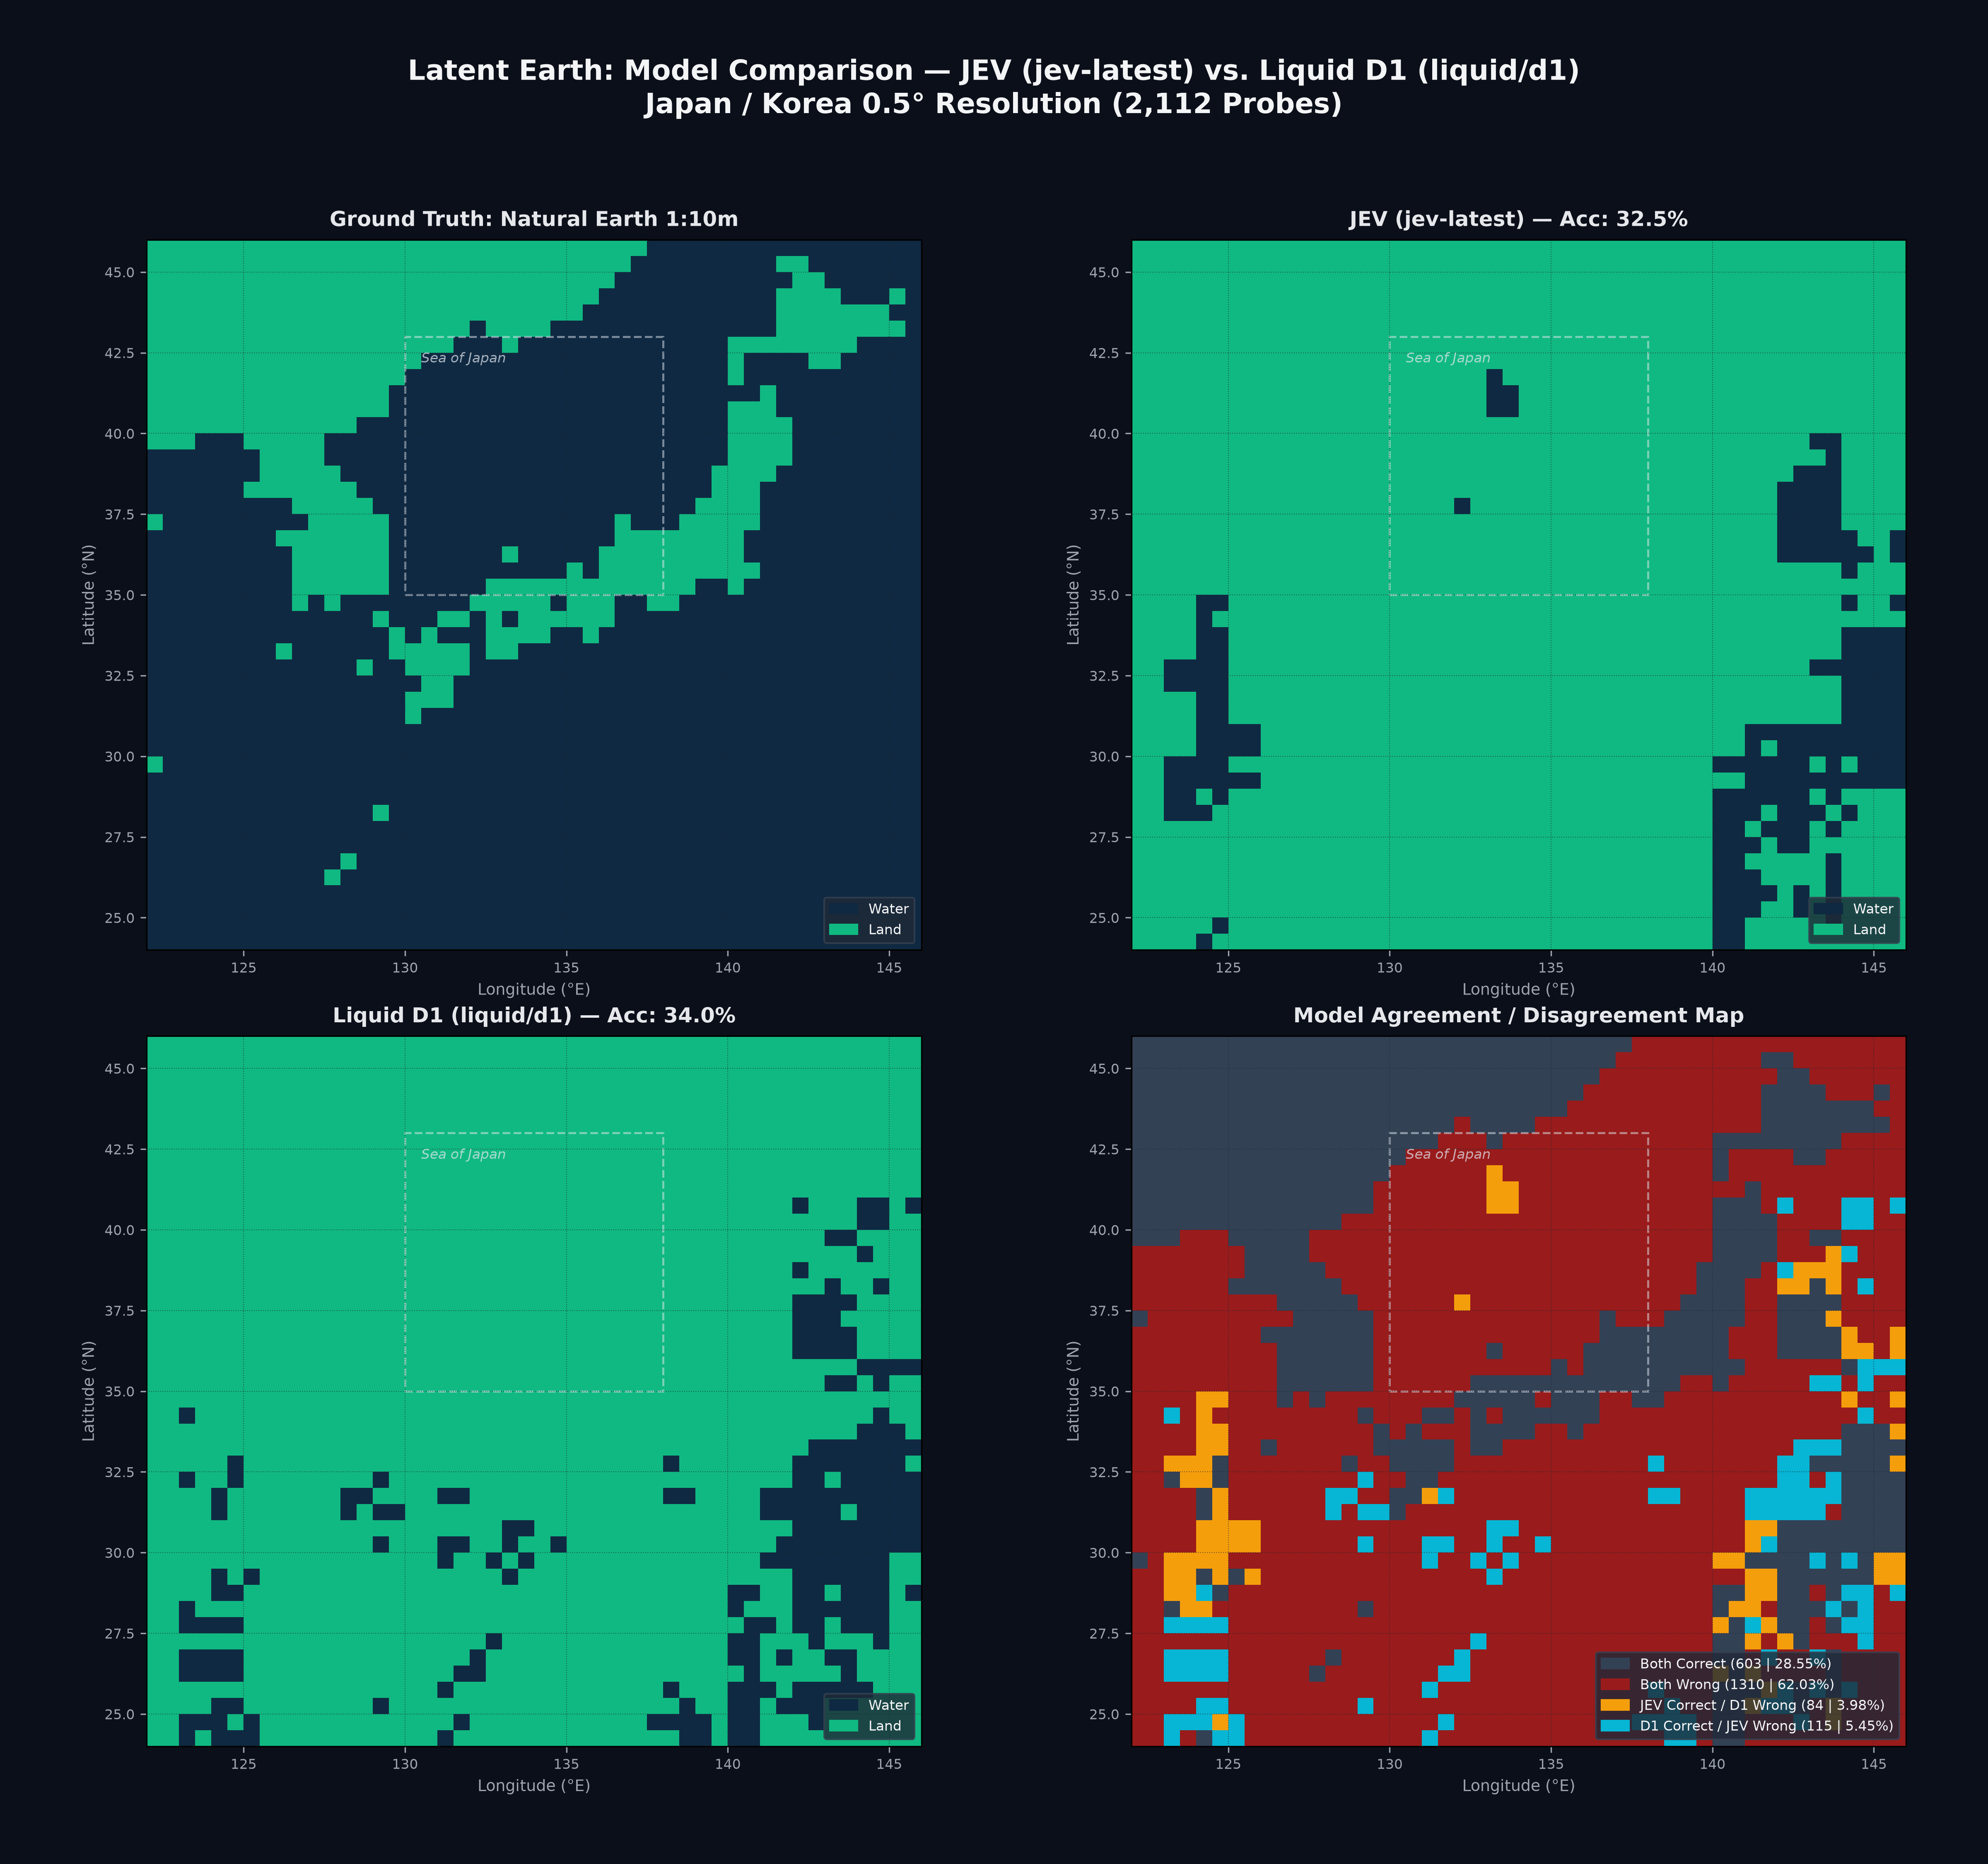 Latent Earth: Model Comparison — JEV (jev-latest) vs. Liquid D1 (liquid/d1)
Japan / Korea 0.5° Resolution (2,112 Probes)
Ground Truth: Natural Earth 1:10m
45.0
42.5
40.0
37.5
35.0
32.5
30.0
27.5
25.0
Latitude (°N)
Sea of Japan
Water
Land
125
130
135
140
145
Longitude (°E)
JEV (jev-latest) — Acc: 32.5%
45.0
42.5
40.0
37.5
35.0
32.5
30.0
27.5
25.0
Latitude (°N)
Sea of Japan
Water
Land
125
130
135
140
145
Longitude (°E)
Liquid D1 (liquid/d1) — Acc: 34.0%
45.0
42.5
40.0
37.5
35.0
32.5
30.0
27.5
25.0
Latitude (°N)
Sea of Japan
Water
Land
125
130
135
140
145
Longitude (°E)
Model Agreement / Disagreement Map
45.0
42.5
40.0
37.5
35.0
32.5
30.0
27.5
25.0
Latitude (°N)
Sea of Japan
Both Correct (603 | 28.55%)
Both Wrong (1310 | 62.03%)
JEV Correct / D1 Wrong (84 | 3.98%)
D1 Correct / JEV Wrong (115 | 5.45%)
125
130
135
140
145
Longitude (°E)